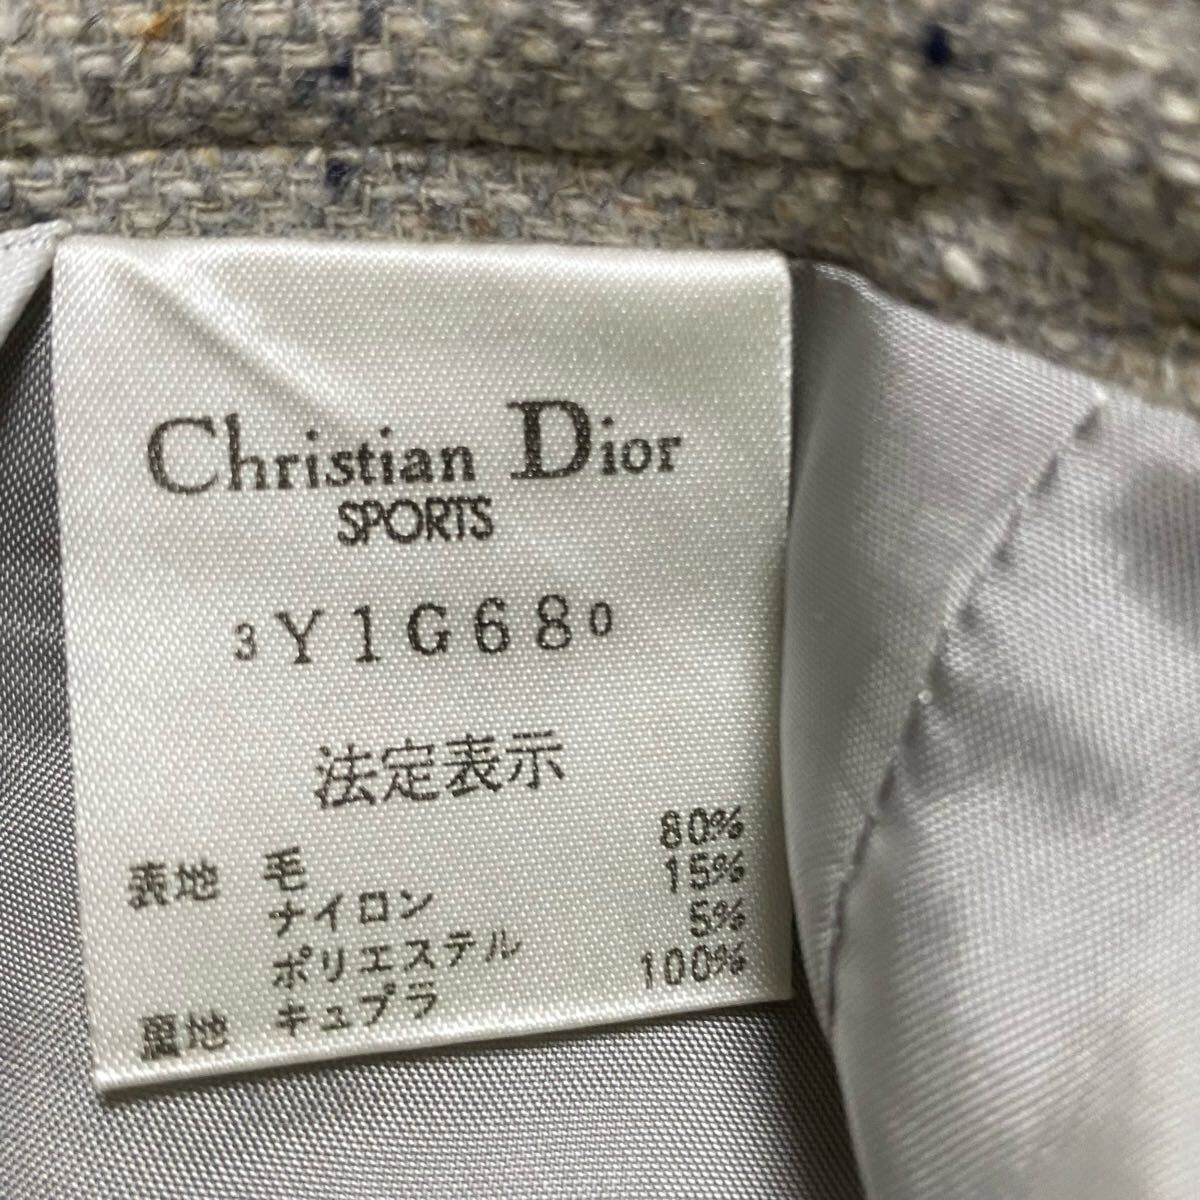 Christian Dior
SPORTS
3Y1G680
法定表示
表地 毛 80%
ナイロン 15%
ポリエステル 5%
裏地 キュプラ 100%